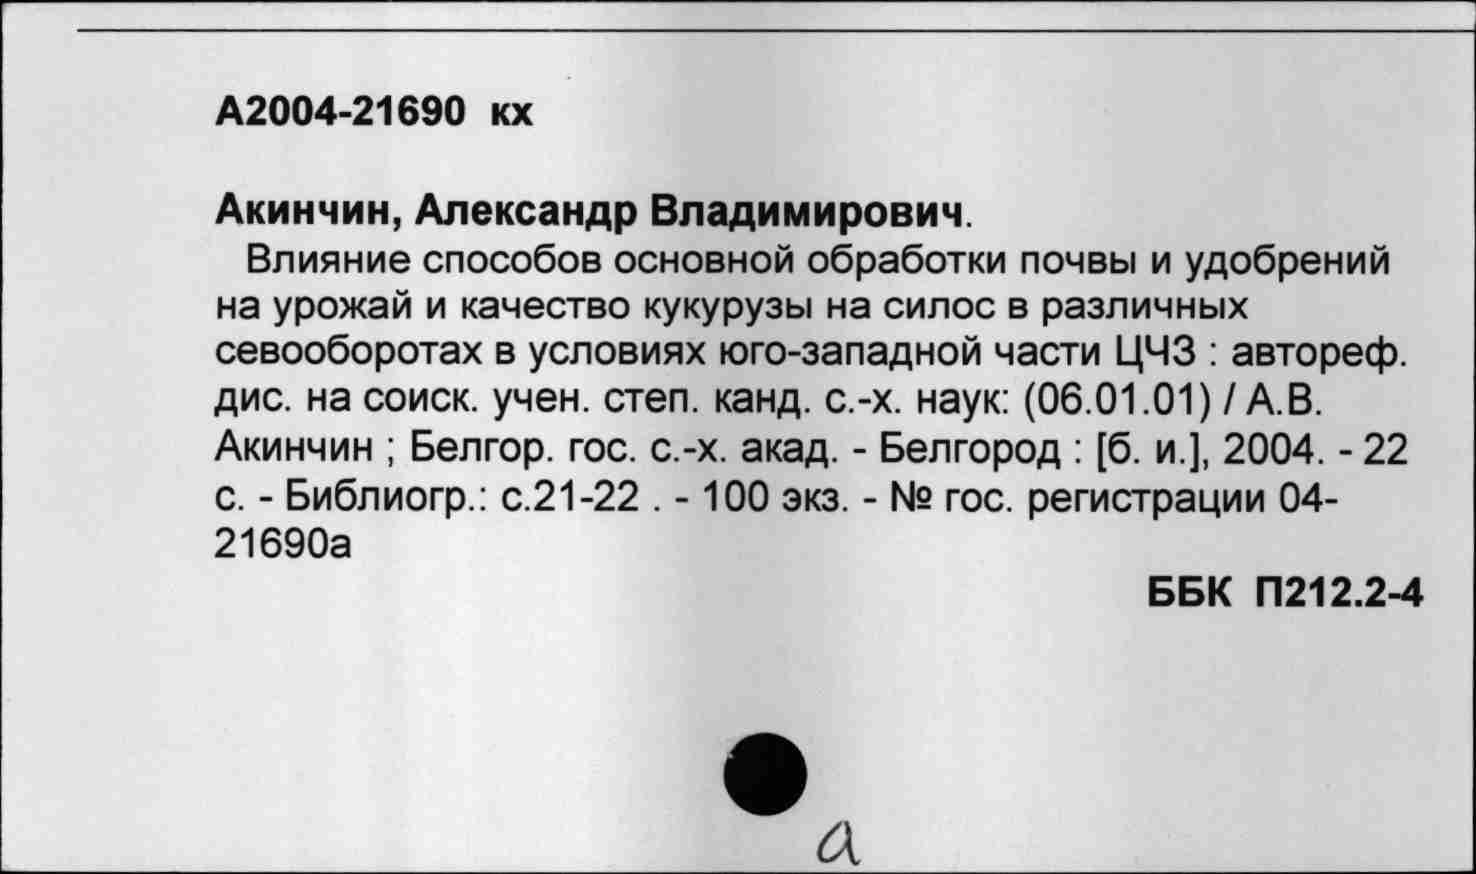 А2004-21690 кх
Акинчин, Александр Владимирович.
Влияние способов основной обработки почвы и удобрений
на урожай и качество кукурузы на силос в различных
севооборотах в условиях юго-западной части ЦЧЗ : автореф.
дис. на соиск. учен. степ. канд. с.-х. наук: (06.01.01) / А.В.
Акинчин ; Белгор. гос. с.-х. акад. - Белгород : [б. и.], 2004. - 22
с. - Библиогр.: с.21-22 . - 100 экз. - № гос. регистрации 04-
21690а
ББК П212.2-4
а